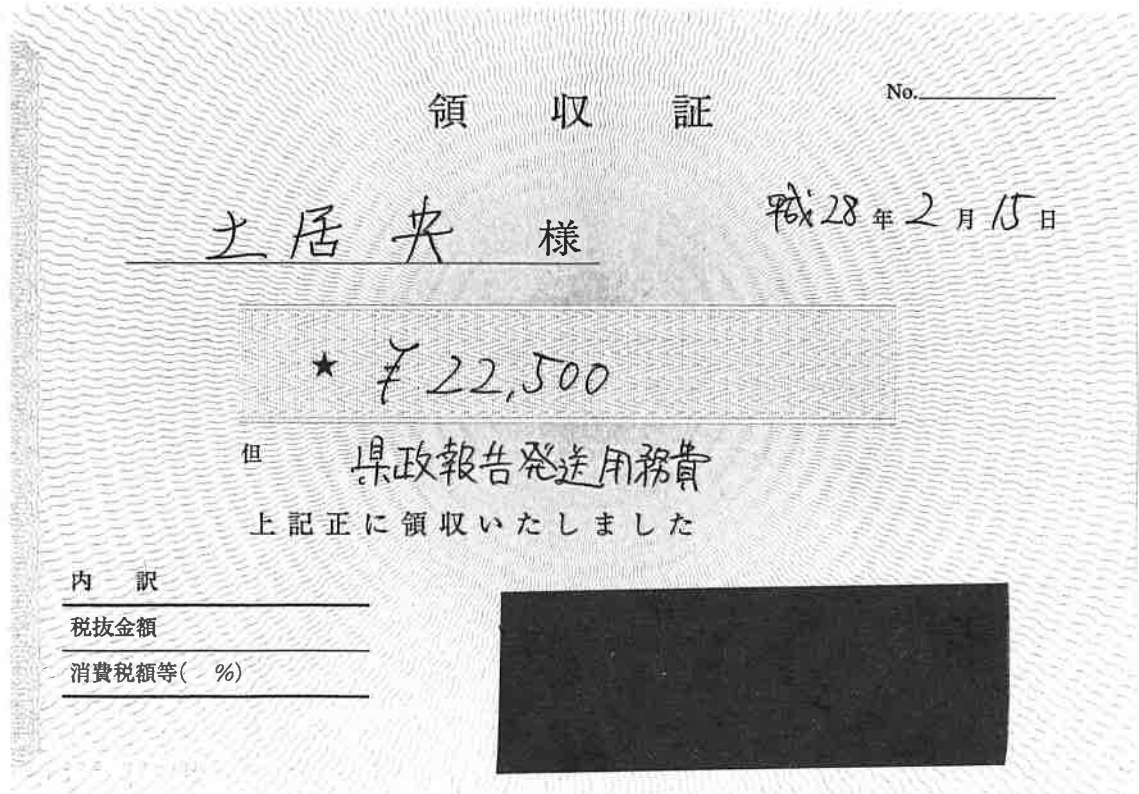 領収証
No.
平成28年2月15日
土居央 様
★ ¥22,500
但 県政報告発送用務費
上記正に領収いたしました
内訳
税抜金額
消費税額等( %)